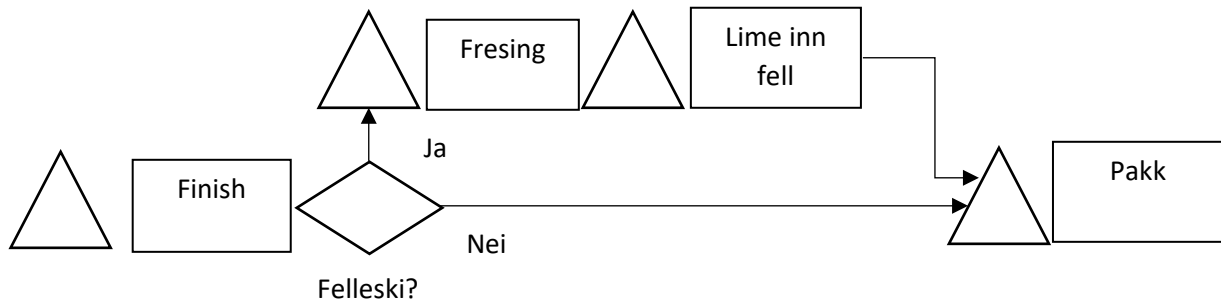 Fresing
Lime inn
fell
Ja
Finish
Pakk
Nei
Felleski?